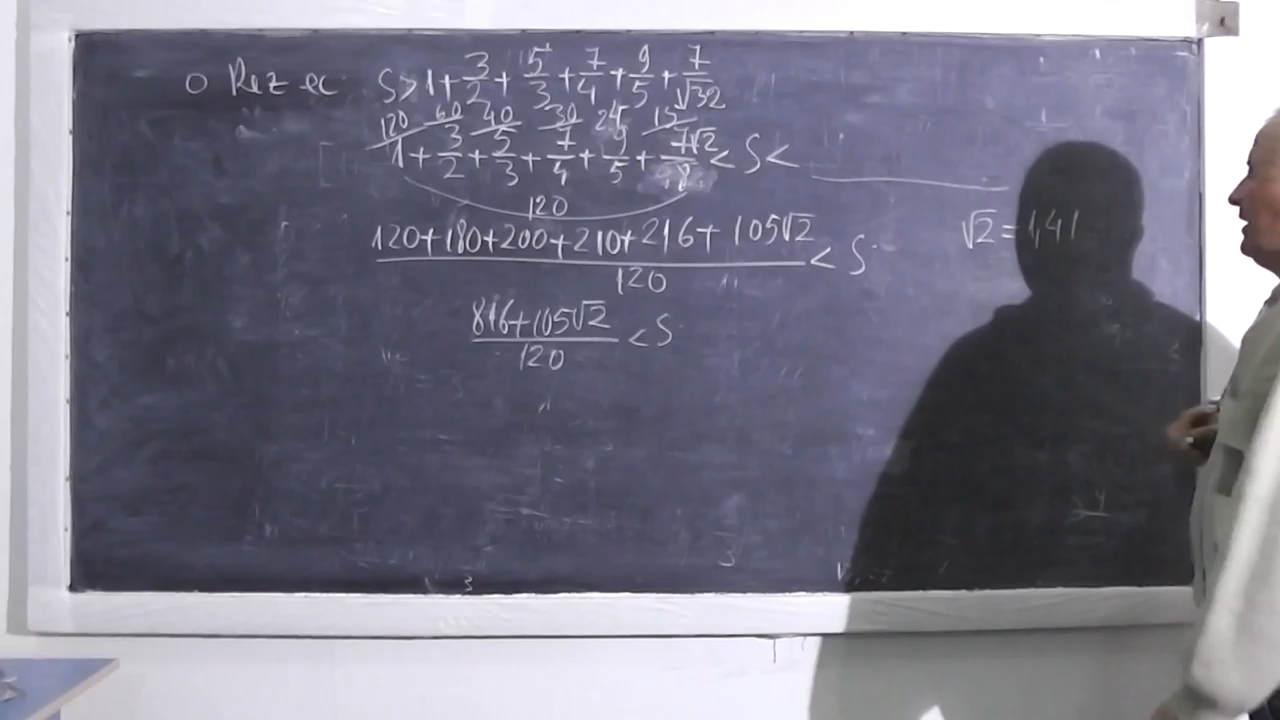 o Rez ec S > 1 + 3/2 + 5/3 + 7/4 + 9/5 + 7/√32
120 60 40 30 24 15
1 + 3/2 + 5/3 + 7/4 + 9/5 + 7√2/8 < S <
120
120+180+200+210+216+105√2 / 120 < S
√2 = 1,41
816+105√2 / 120 < S